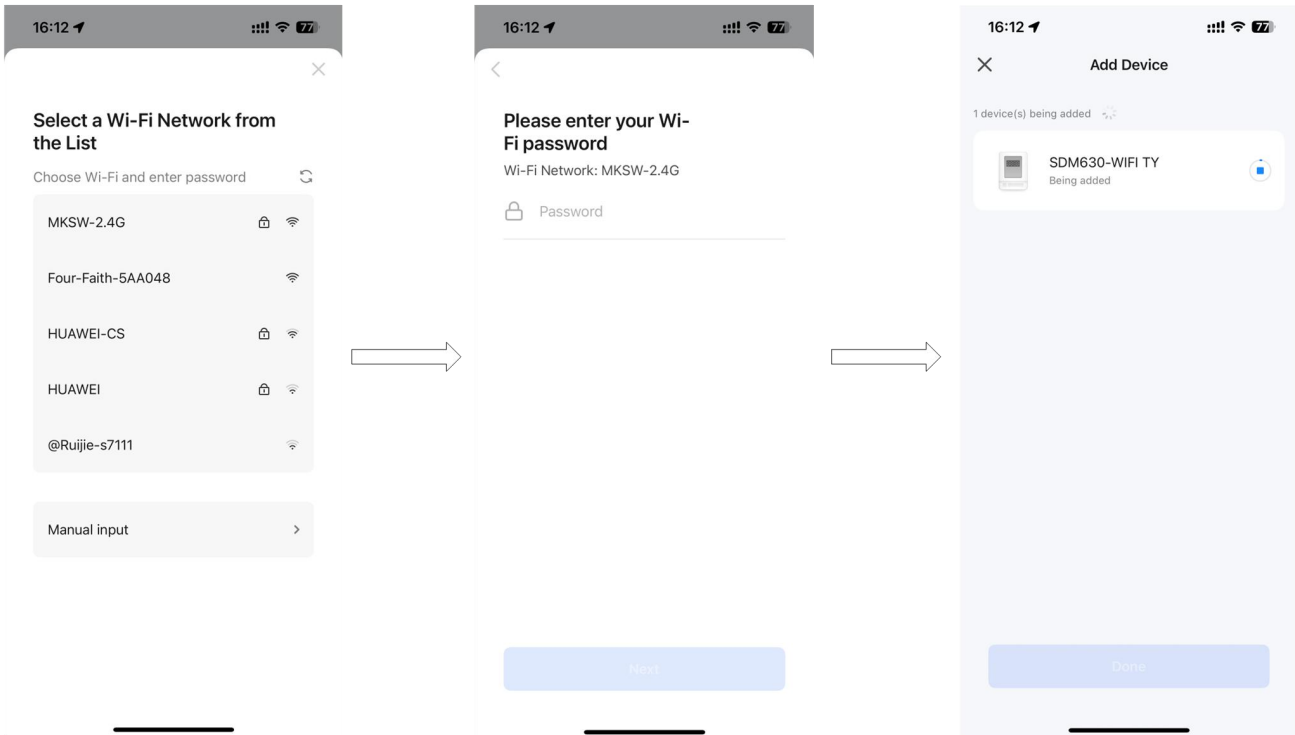 16:12
77
Select a Wi-Fi Network from
the List
Choose Wi-Fi and enter password
MKSW-2.4G
Four-Faith-5AA048
HUAWEI-CS
HUAWEI
@Ruijie-s7111
Manual input
16:12
77
Please enter your Wi-
Fi password
Wi-Fi Network: MKSW-2.4G
Password
Next
16:12
77
Add Device
1 device(s) being added
SDM630-WIFI TY
Being added
Done